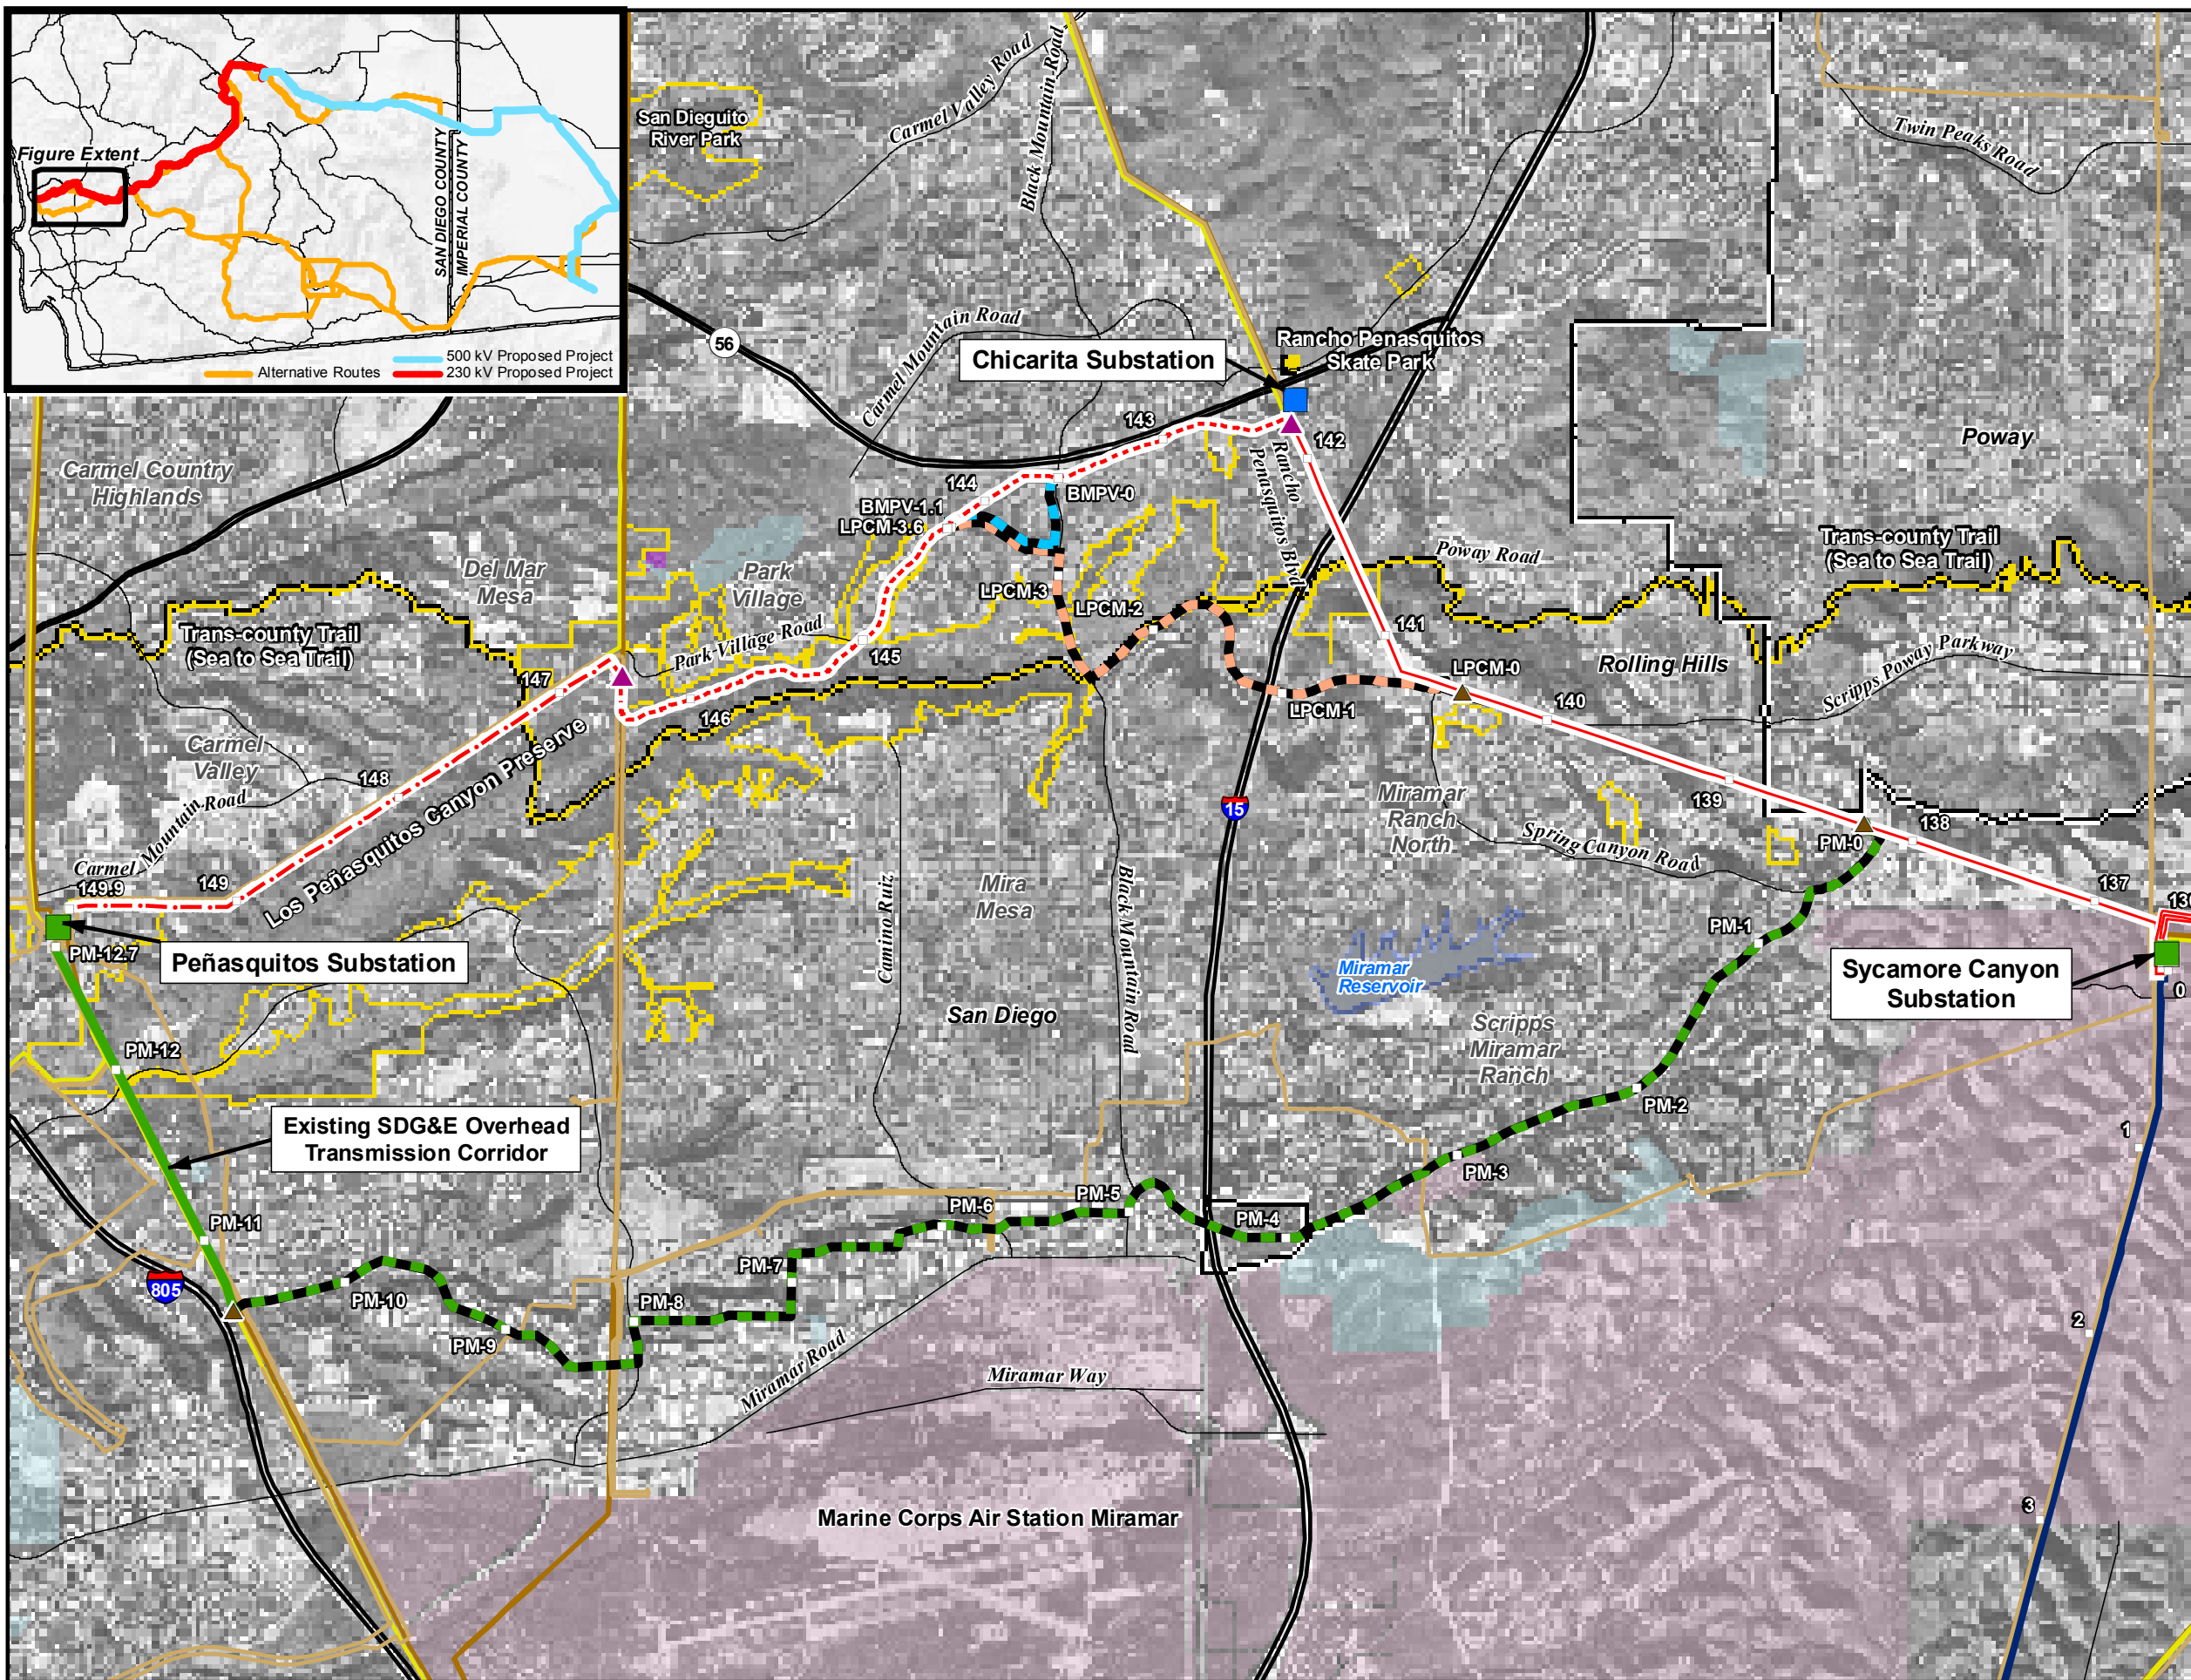 Figure Extent
SAN DIEGO COUNTY
IMPERIAL COUNTY
500 kV Proposed Project
Alternative Routes
230 kV Proposed Project
San Dieguito
River Park
Carmel Valley Road
Black Mountain Road
Twin Peaks Road
56
Carmel Mountain Road
Chicarita Substation
Rancho Penasquitos
Skate Park
Poway
143
142
Rancho
Penasquitos Blvd
Carmel Country
Highlands
144
BMPV-0
BMPV-1.1
LPCM-3.6
Del Mar
Mesa
Park
Village
Poway Road
Trans-county Trail
(Sea to Sea Trail)
LPCM-3
LPCM-2
Trans-county Trail
(Sea to Sea Trail)
Park Village Road
141
145
147
146
LPCM-0
Rolling Hills
Scripps Poway Parkway
LPCM-1
140
Carmel
Valley
148
Los Peñasquitos Canyon Preserve
Carmel Mountain Road
149
149.9
15
Miramar
Ranch
North
139
138
PM-0
Spring Canyon Road
137
136
Mira
Mesa
Camino Ruiz
Black Mountain Road
PM-1
PM-12.7
Peñasquitos Substation
Miramar
Reservoir
Sycamore Canyon
Substation
0
San Diego
Scripps
Miramar
Ranch
PM-12
PM-2
Existing SDG&E Overhead
Transmission Corridor
1
PM-3
PM-11
PM-6
PM-5
PM-4
PM-7
805
PM-10
PM-8
PM-9
2
Miramar Road
Miramar Way
3
Marine Corps Air Station Miramar